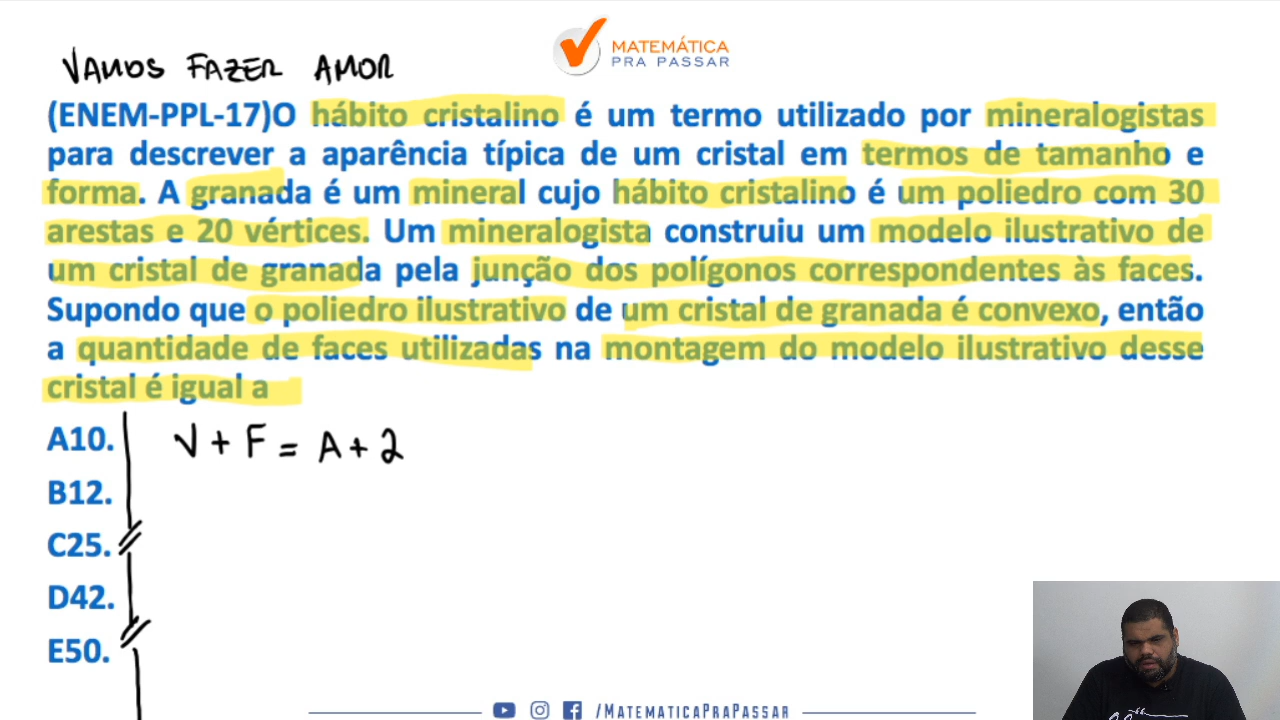 MATEMÁTICA
PRA PASSAR
VAMOS FAZER AMOR
(ENEM-PPL-17)O hábito cristalino é um termo utilizado por mineralogistas
para descrever a aparência típica de um cristal em termos de tamanho e
forma. A granada é um mineral cujo hábito cristalino é um poliedro com 30
arestas e 20 vértices. Um mineralogista construiu um modelo ilustrativo de
um cristal de granada pela junção dos polígonos correspondentes às faces.
Supondo que o poliedro ilustrativo de um cristal de granada é convexo, então
a quantidade de faces utilizadas na montagem do modelo ilustrativo desse
cristal é igual a
A10.
V + F = A + 2
B12.
C25.
D42.
E50.
/MATEMATICAPRAPASSAR